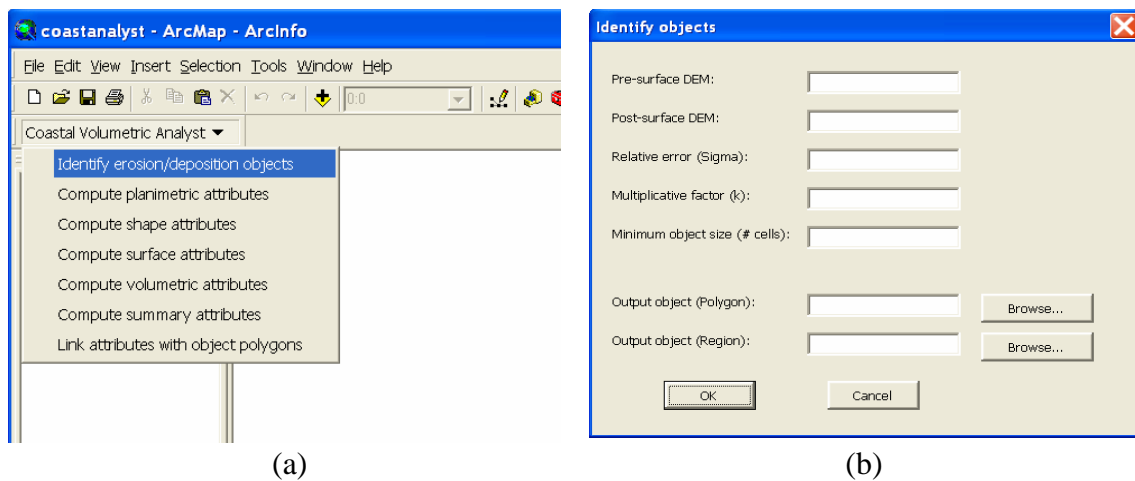 coastanalyst - ArcMap - ArcInfo
File Edit View Insert Selection Tools Window Help
0:0
Coastal Volumetric Analyst
Identify erosion/deposition objects
Compute planimetric attributes
Compute shape attributes
Compute surface attributes
Compute volumetric attributes
Compute summary attributes
Link attributes with object polygons
(a)
Identify objects
Pre-surface DEM:
Post-surface DEM:
Relative error (Sigma):
Multiplicative factor (k):
Minimum object size (# cells):
Output object (Polygon): Browse...
Output object (Region): Browse...
OK Cancel
(b)